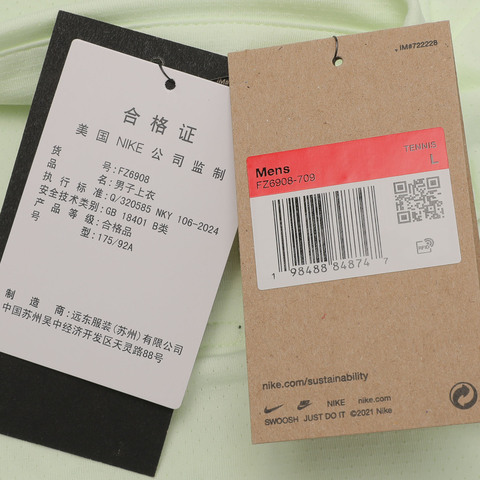 合格证
美国 NIKE 公司监制
货号: FZ6908
品名: 男子上衣
执行标准: Q/320585 NKY 106-2024
安全技术类别: GB 18401 B类
产品等级: 合格品
号型: 175/92A
制造商: 远东服装(苏州)有限公司
中国苏州吴中经济开发区天灵路88号
IM#722228
TENNIS
Mens L
FZ6908-709
1 98488 84874 7
RFID
nike.com/sustainability
NIKE nike.com
SWOOSH JUST DO IT ©2021 Nike